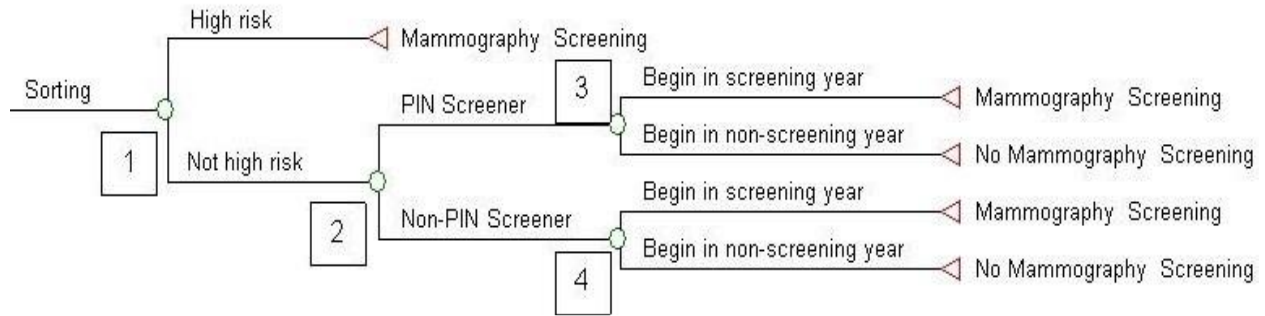 High risk
Mammography Screening
Sorting
1
Not high risk
2
PIN Screener
3
Begin in screening year
Mammography Screening
Begin in non-screening year
No Mammography Screening
Non-PIN Screener
4
Begin in screening year
Mammography Screening
Begin in non-screening year
No Mammography Screening